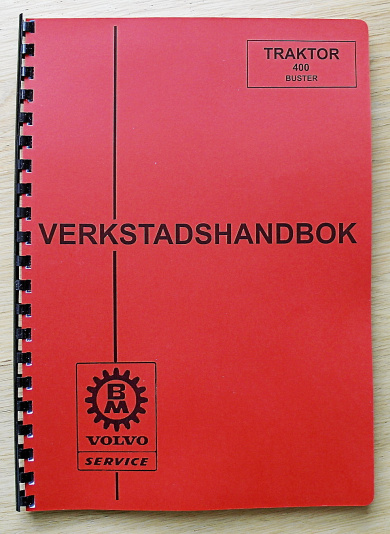 TRAKTOR
400
BUSTER
VERKSTADSHANDBOK
BM
VOLVO
SERVICE